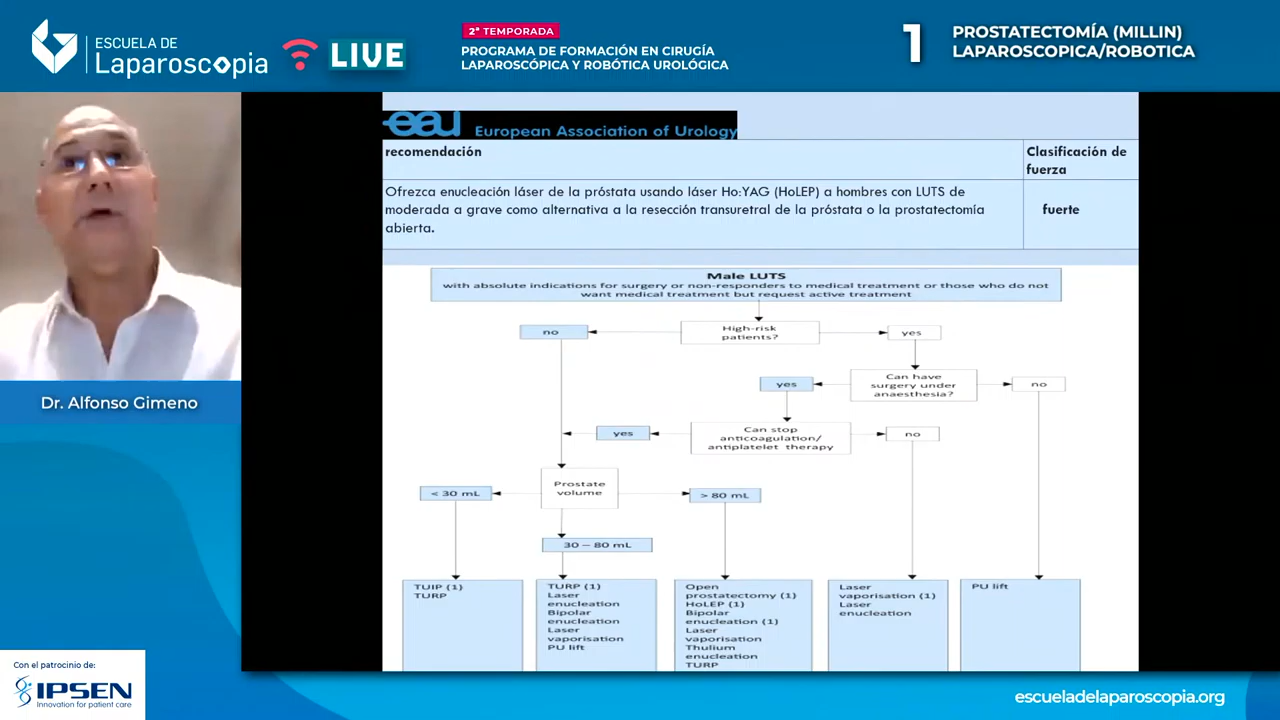 ESCUELA DE
Laparoscopia
LIVE
2ª TEMPORADA
PROGRAMA DE FORMACIÓN EN CIRUGÍA
LAPAROSCÓPICA Y ROBÓTICA UROLÓGICA
1
PROSTATECTOMÍA (MILLIN)
LAPAROSCOPICA/ROBOTICA
eau European Association of Urology
recomendación
Clasificación de
fuerza
Ofrezca enucleación láser de la próstata usando láser Ho:YAG (HoLEP) a hombres con LUTS de
moderada a grave como alternativa a la resección transuretral de la próstata o la prostatectomía
abierta.
fuerte
Male LUTS
with absolute indications for surgery or non-responders to medical treatment or those who do not
want medical treatment but request active treatment
no
High-risk
patients?
yes
yes
Can have
surgery under
anaesthesia?
no
yes
Can stop
anticoagulation/
antiplatelet therapy
no
< 30 mL
Prostate
volume
> 80 mL
30 – 80 mL
TUIP (1)
TURP
TURP (1)
Laser
enucleation
Bipolar
enucleation
Laser
vaporisation
PU lift
Open
prostatectomy (1)
HoLEP (1)
Bipolar
enucleation (1)
Laser
vaporisation
Thulium
enucleation
TURP
Laser
vaporisation (1)
Laser
enucleation
PU lift
Dr. Alfonso Gimeno
Con el patrocinio de:
IPSEN
Innovation for patient care
escueladelaparoscopia.org